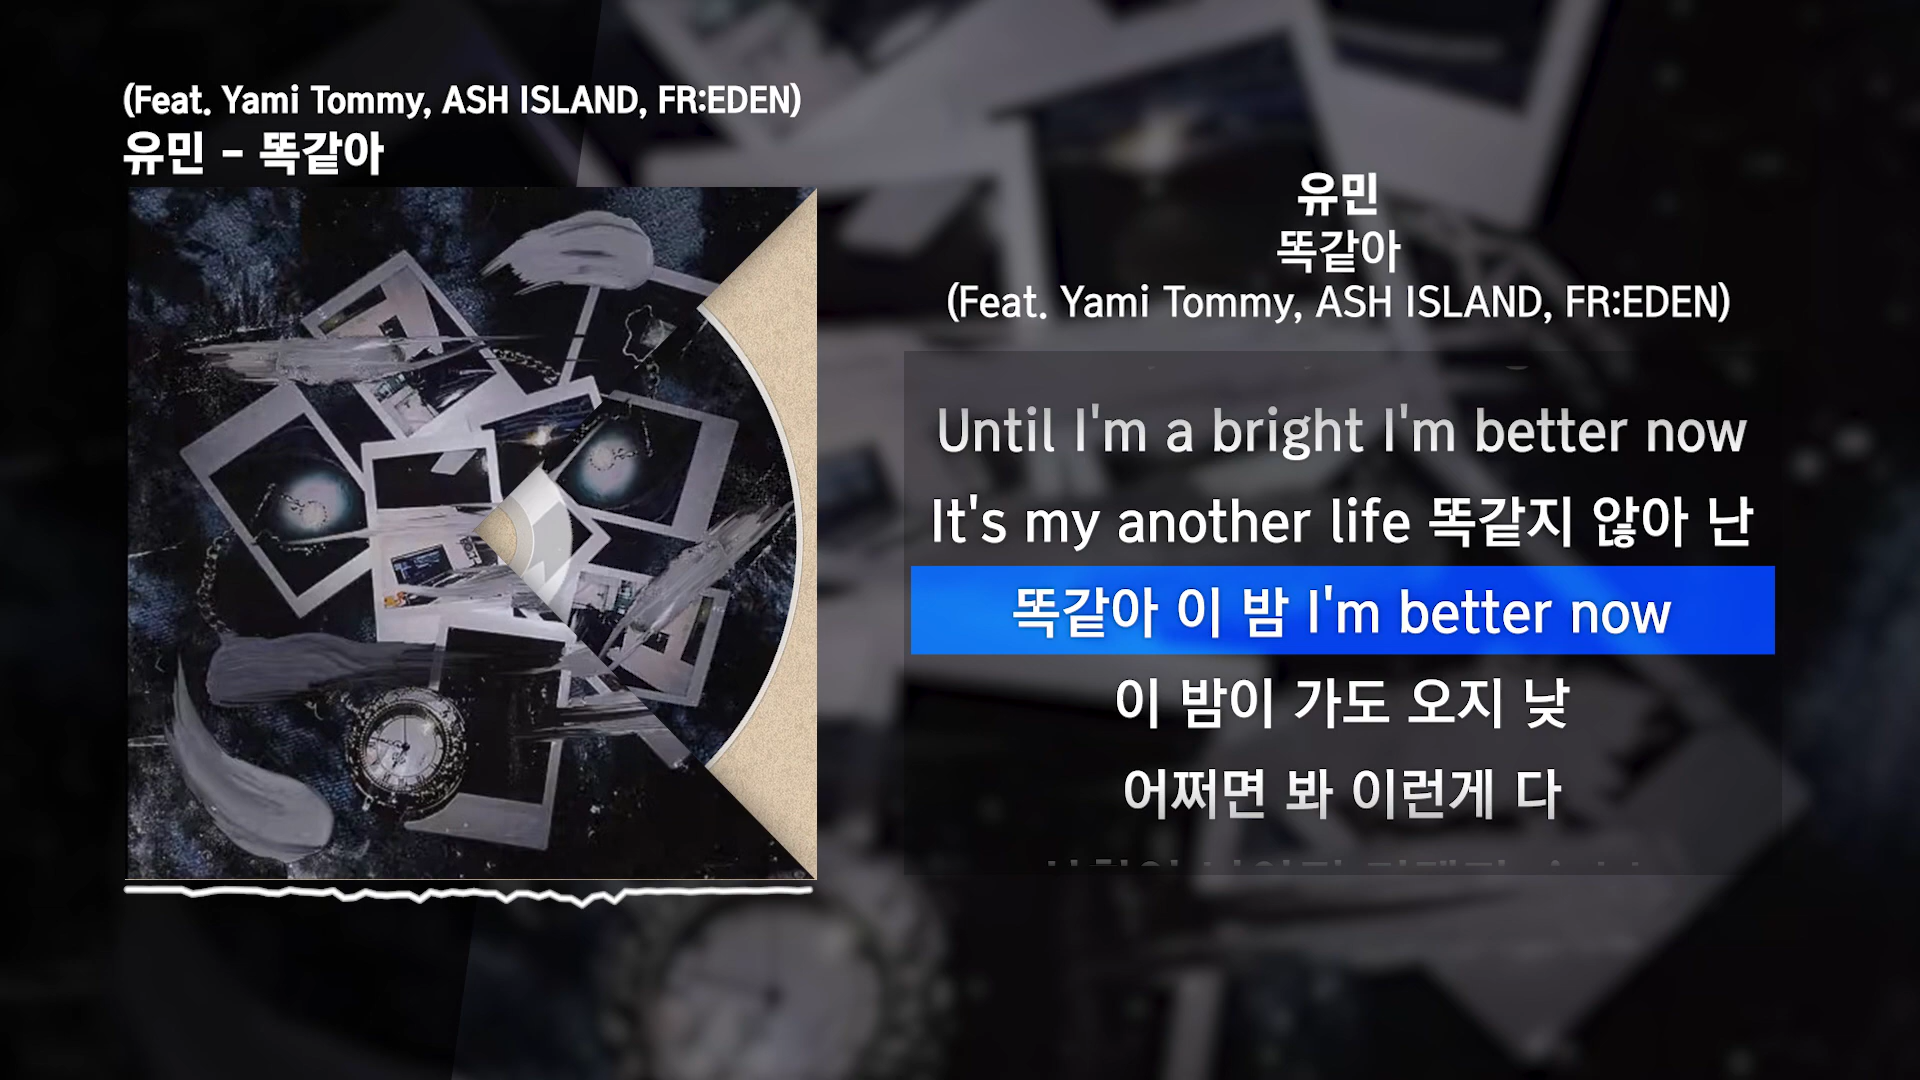 (Feat. Yami Tommy, ASH ISLAND, FR:EDEN)
유민 - 똑같아
유민
똑같아
(Feat. Yami Tommy, ASH ISLAND, FR:EDEN)
Until I'm a bright I'm better now
It's my another life 똑같지 않아 난
똑같아 이 밤 I'm better now
이 밤이 가도 오지 낮
어쩌면 봐 이런게 다